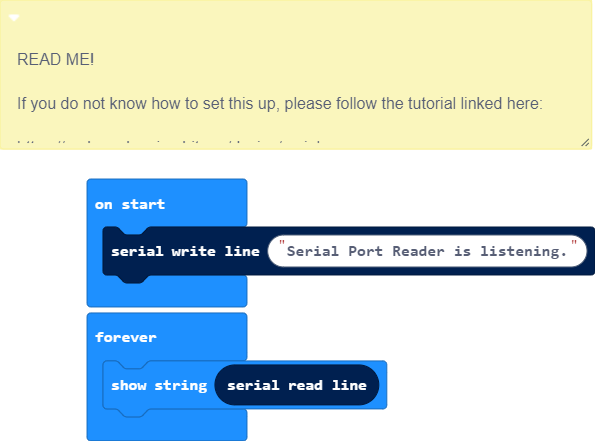 READ ME!
If you do not know how to set this up, please follow the tutorial linked here:
on start
serial write line "Serial Port Reader is listening."
forever
show string serial read line